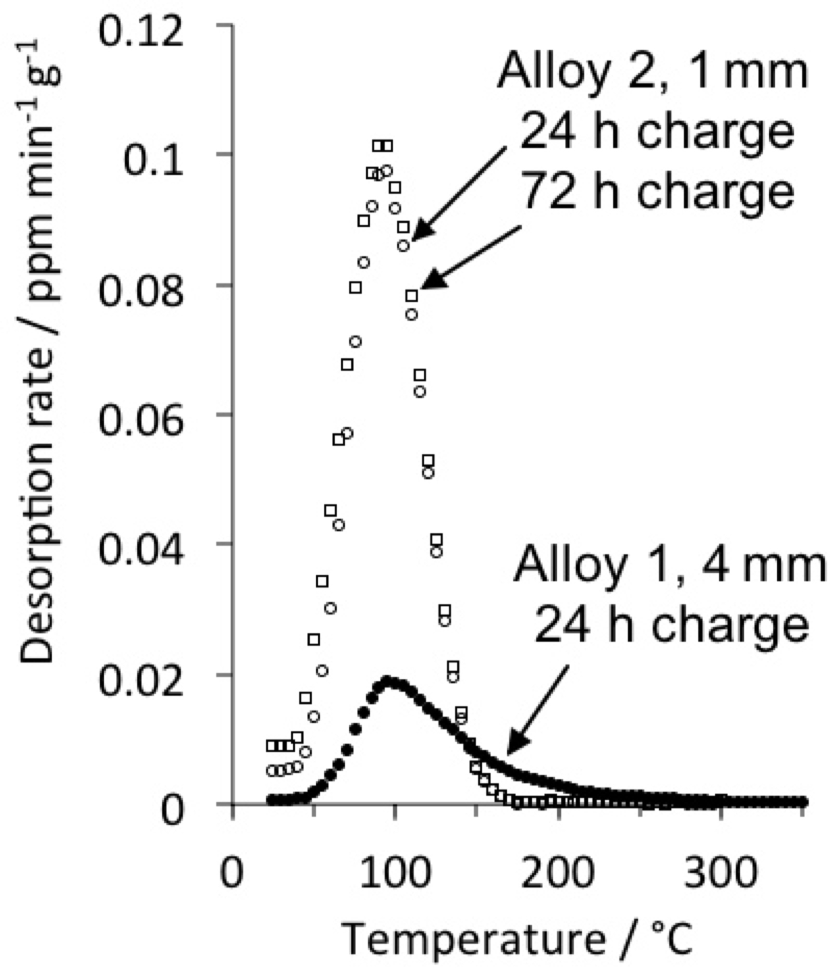 Desorption rate / ppm min⁻¹ g⁻¹
0.12
0.1
0.08
0.06
0.04
0.02
0
Alloy 2, 1 mm
24 h charge
72 h charge
Alloy 1, 4 mm
24 h charge
0
100
200
300
Temperature / °C